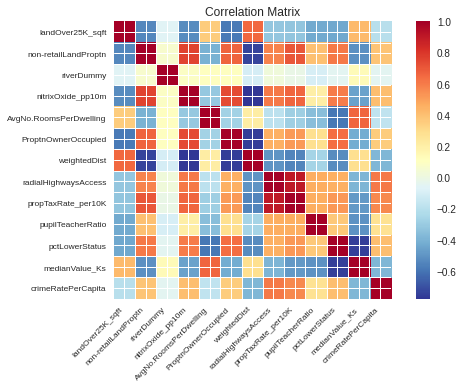 Correlation Matrix
landOver25K_sqft
non-retailLandProptn
riverDummy
nitrixOxide_pp10m
AvgNo.RoomsPerDwelling
ProptnOwnerOccupied
weightedDist
radialHighwaysAccess
propTaxRate_per10K
pupilTeacherRatio
pctLowerStatus
medianValue_Ks
crimeRatePerCapita
1.0
0.8
0.6
0.4
0.2
0.0
−0.2
−0.4
−0.6
landOver25K_sqft
non-retailLandProptn
riverDummy
nitrixOxide_pp10m
AvgNo.RoomsPerDwelling
ProptnOwnerOccupied
weightedDist
radialHighwaysAccess
propTaxRate_per10K
pupilTeacherRatio
pctLowerStatus
medianValue_Ks
crimeRatePerCapita